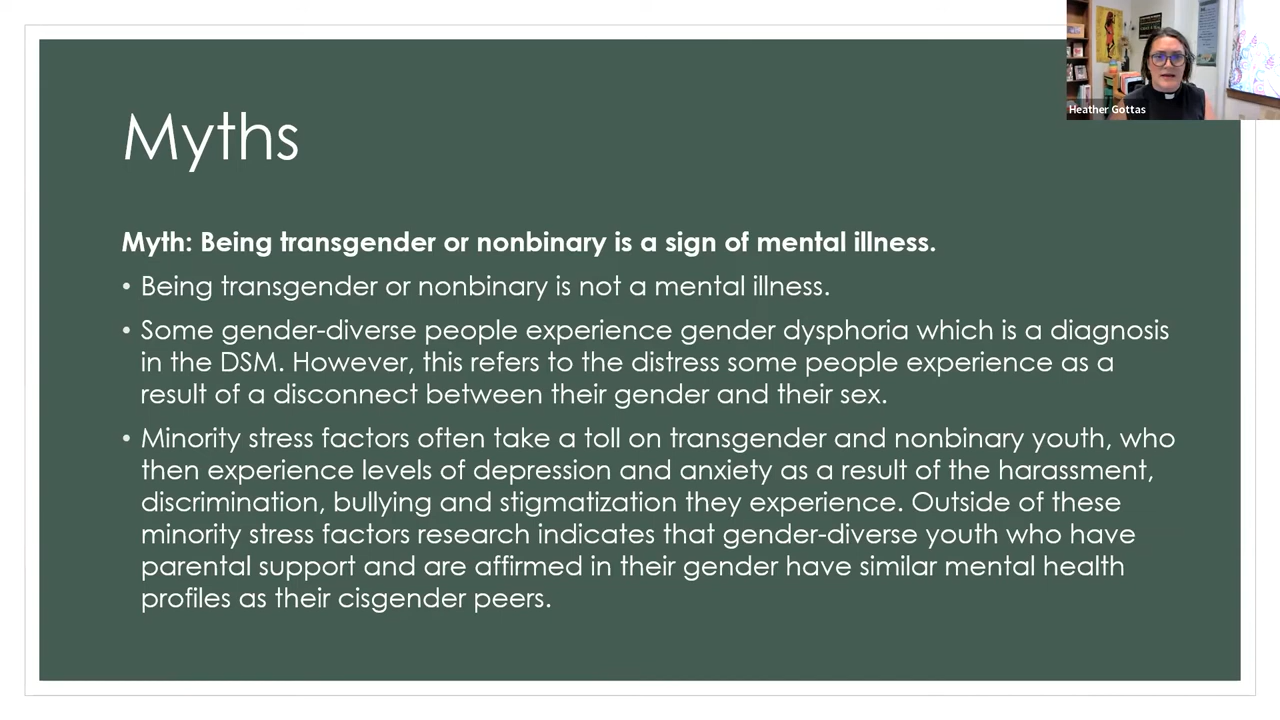 Heather Gottas
Myths
Myth: Being transgender or nonbinary is a sign of mental illness.
• Being transgender or nonbinary is not a mental illness.
• Some gender-diverse people experience gender dysphoria which is a diagnosis
in the DSM. However, this refers to the distress some people experience as a
result of a disconnect between their gender and their sex.
• Minority stress factors often take a toll on transgender and nonbinary youth, who
then experience levels of depression and anxiety as a result of the harassment,
discrimination, bullying and stigmatization they experience. Outside of these
minority stress factors research indicates that gender-diverse youth who have
parental support and are affirmed in their gender have similar mental health
profiles as their cisgender peers.